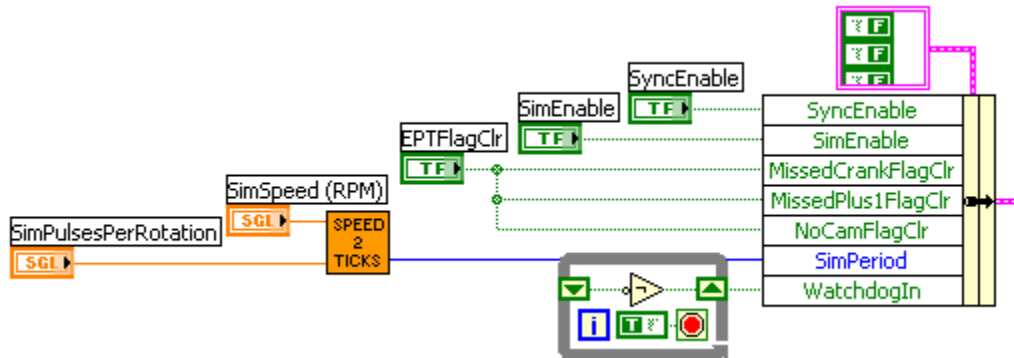 F
F
F
SyncEnable
TF
SyncEnable
SimEnable
TF
SimEnable
EPTFlagClr
TF
MissedCrankFlagClr
SimSpeed (RPM)
SGL
MissedPlus1FlagClr
SimPulsesPerRotation
SGL
SPEED
2
TICKS
NoCamFlagClr
SimPeriod
WatchdogIn
i
T